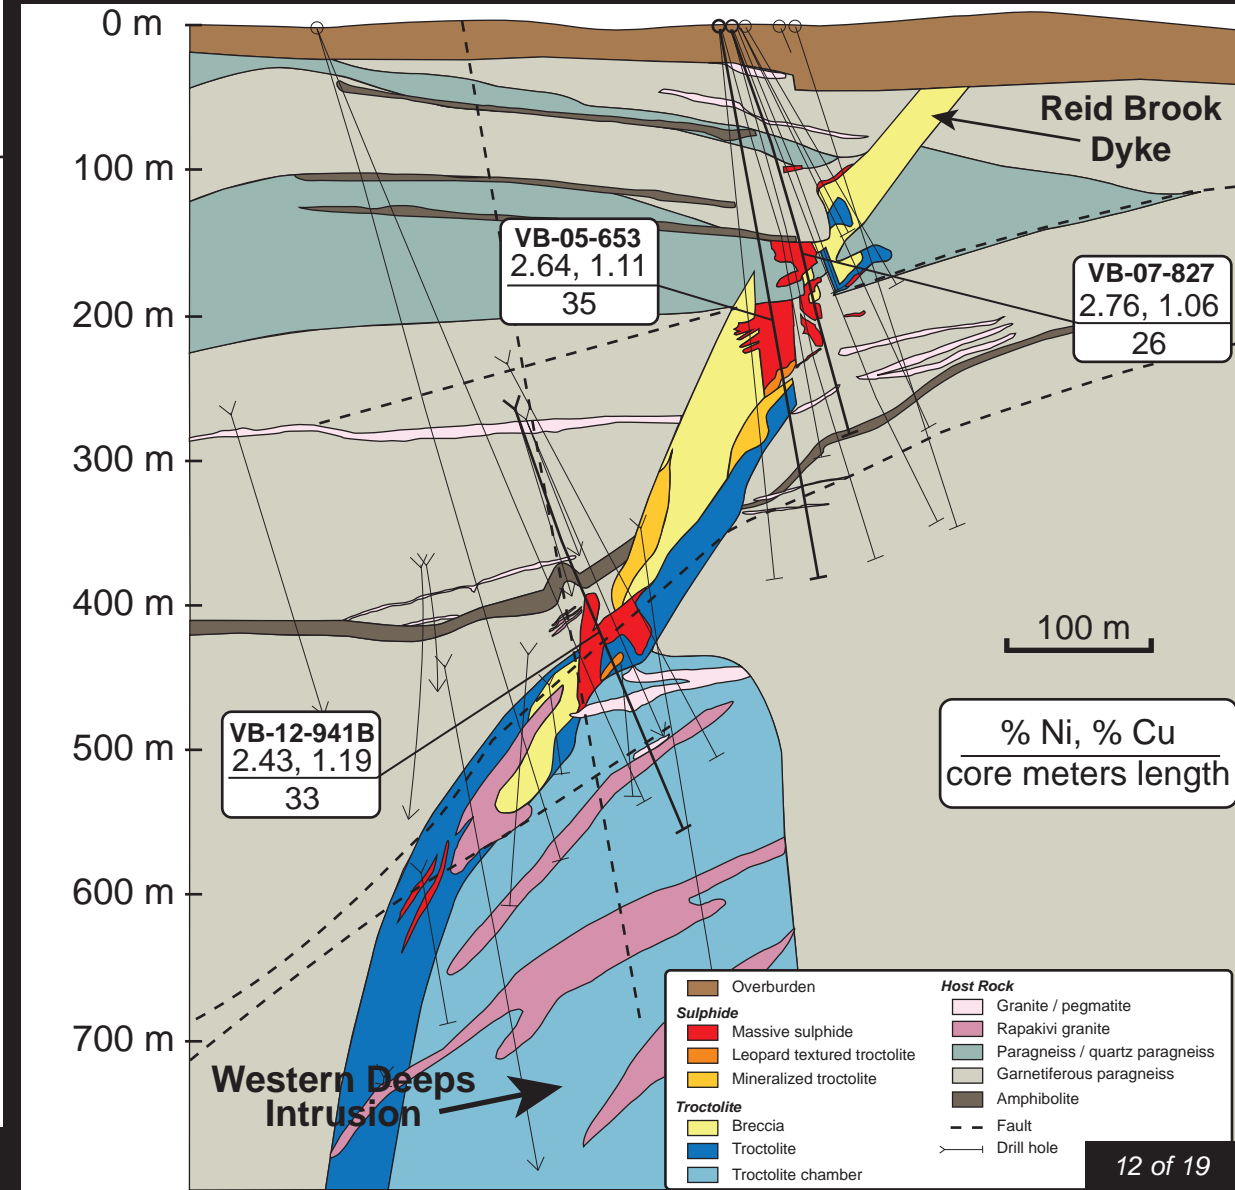 0 m
Reid Brook
Dyke
100 m
VB-05-653
2.64, 1.11
35
VB-07-827
2.76, 1.06
26
200 m
300 m
400 m
100 m
500 m
VB-12-941B
2.43, 1.19
33
% Ni, % Cu
core meters length
600 m
700 m
Western Deeps
Intrusion
Overburden
Sulphide
Massive sulphide
Leopard textured troctolite
Mineralized troctolite
Troctolite
Breccia
Troctolite
Troctolite chamber
Host Rock
Granite / pegmatite
Rapakivi granite
Paragneiss / quartz paragneiss
Garnetiferous paragneiss
Amphibolite
Fault
Drill hole
12 of 19